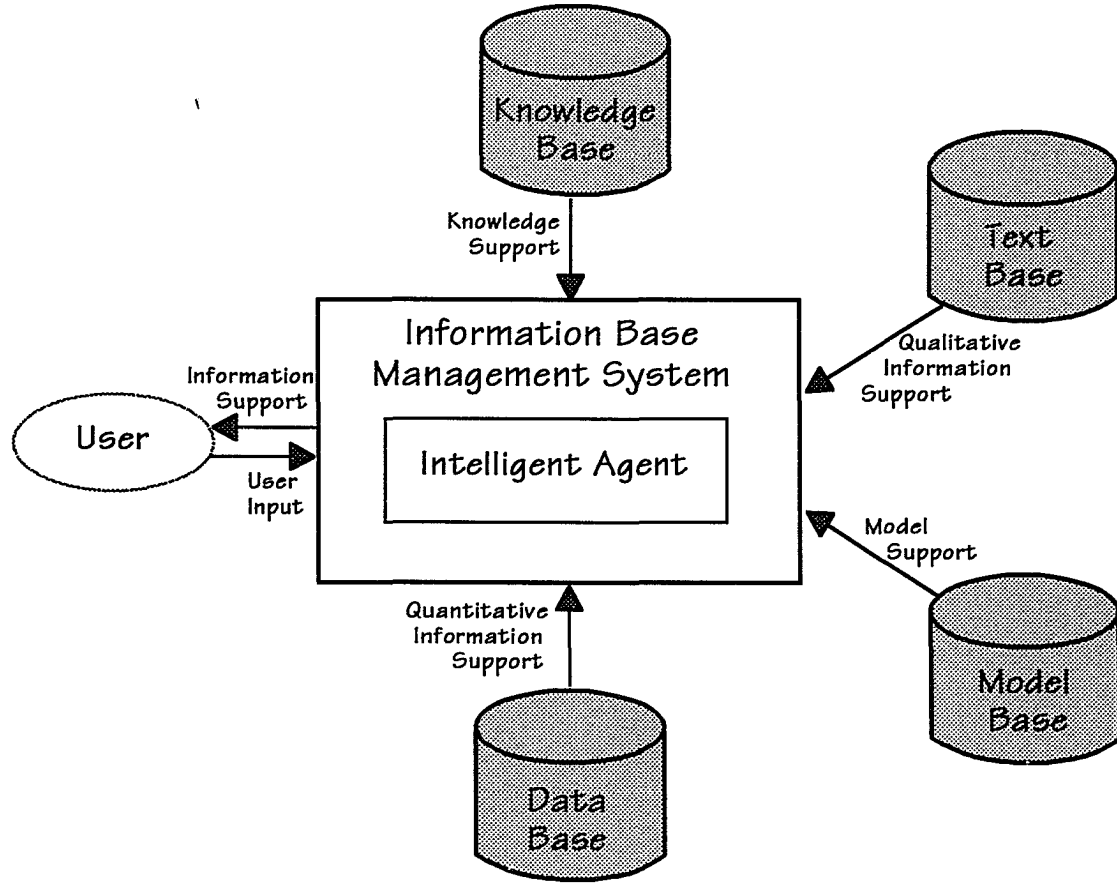 Knowledge
Base
Knowledge
Support
Text
Base
Information Base
Management System
Qualitative
Information
Support
Information
Support
User
Intelligent Agent
User
Input
Model
Support
Quantitative
Information
Support
Model
Base
Data
Base